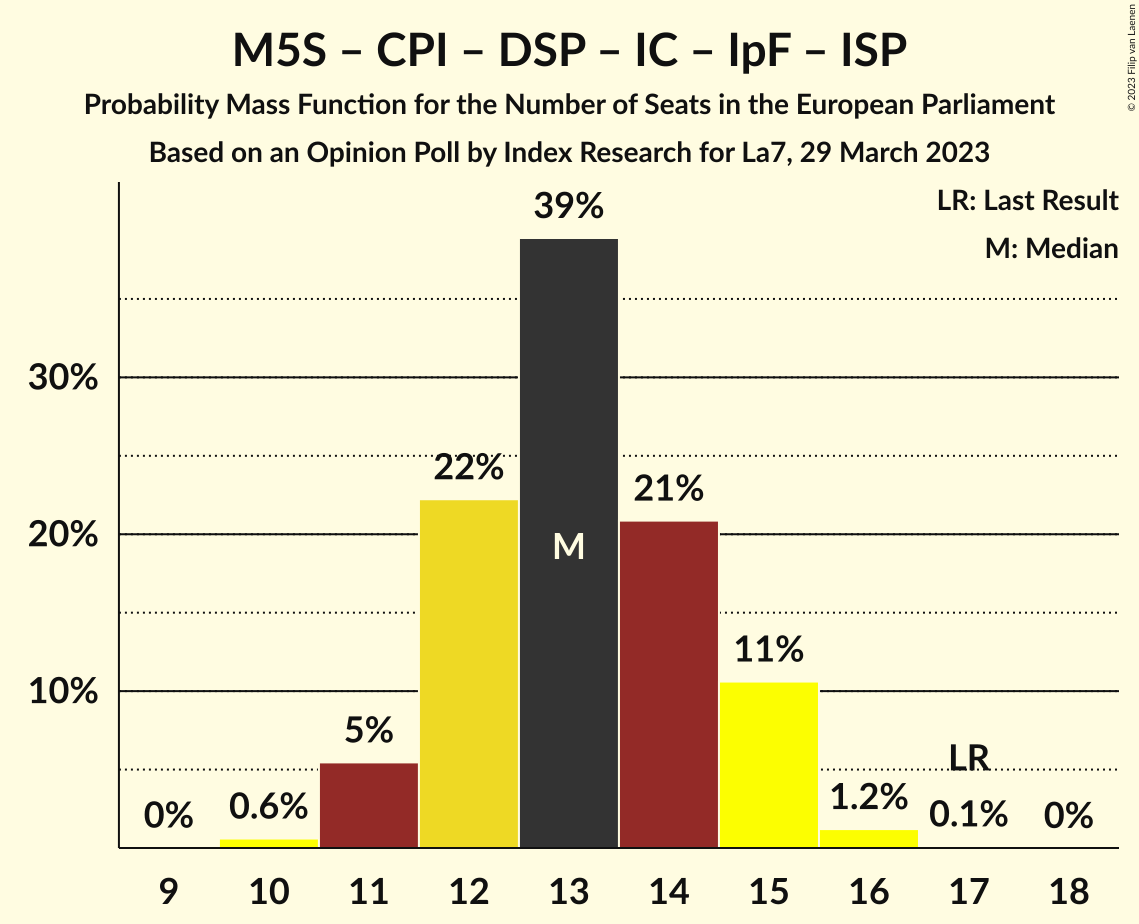 M5S – CPI – DSP – IC – IpF – ISP
Probability Mass Function for the Number of Seats in the European Parliament
Based on an Opinion Poll by Index Research for La7, 29 March 2023
© 2023 Filip van Laenen
LR: Last Result
M: Median
39%
30%
22%
21%
20%
M
11%
10%
5%
LR
0%
0.6%
1.2%
0.1%
0%
9 10 11 12 13 14 15 16 17 18